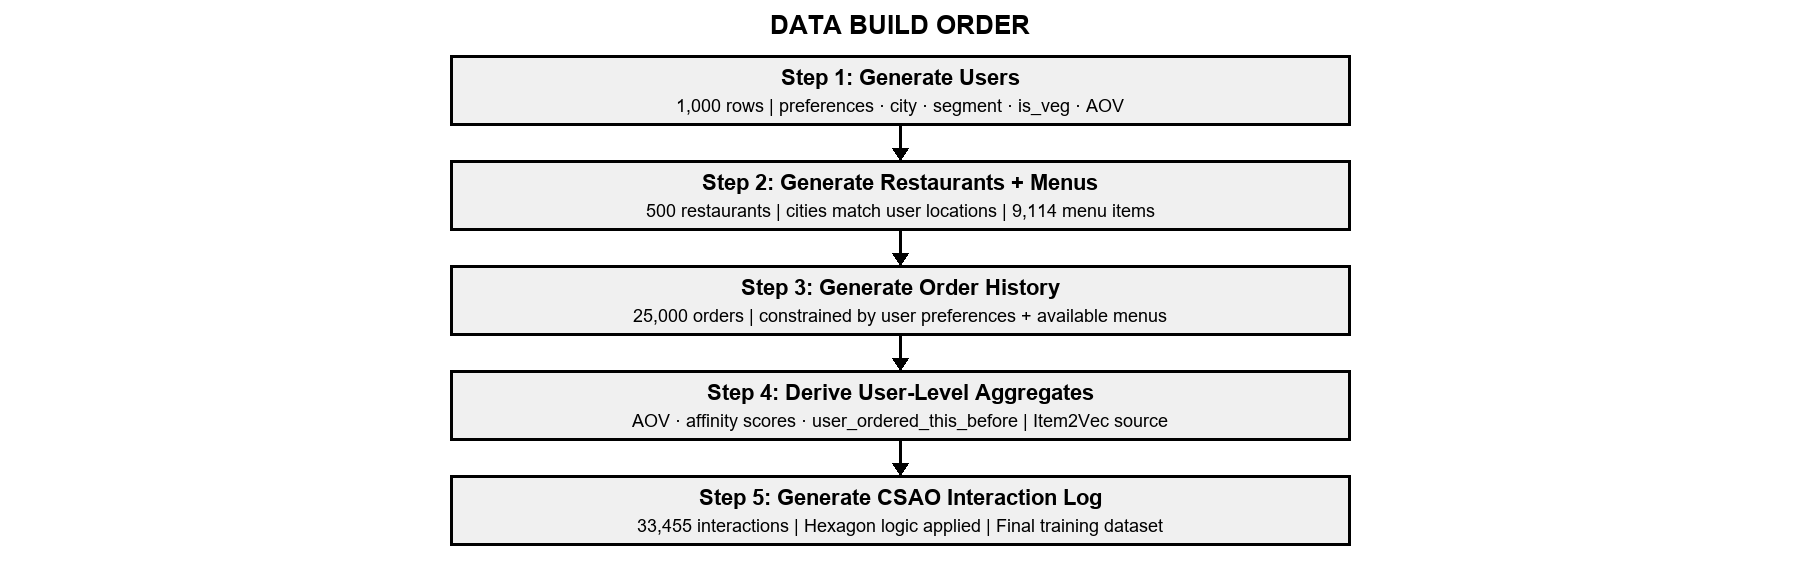 DATA BUILD ORDER
Step 1: Generate Users
1,000 rows | preferences · city · segment · is_veg · AOV
Step 2: Generate Restaurants + Menus
500 restaurants | cities match user locations | 9,114 menu items
Step 3: Generate Order History
25,000 orders | constrained by user preferences + available menus
Step 4: Derive User-Level Aggregates
AOV · affinity scores · user_ordered_this_before | Item2Vec source
Step 5: Generate CSAO Interaction Log
33,455 interactions | Hexagon logic applied | Final training dataset